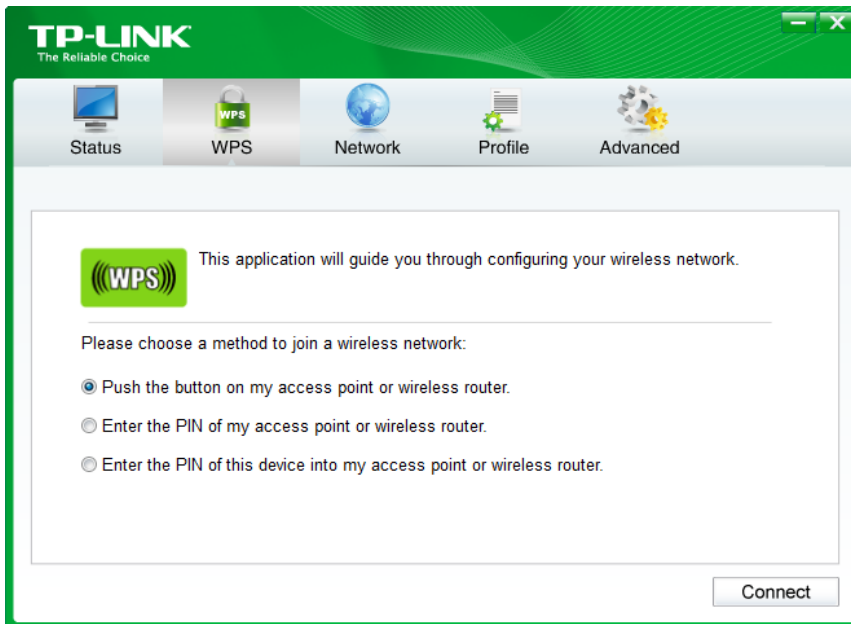 TP-LINK
The Reliable Choice
Status
WPS
WPS
Network
Profile
Advanced
WPS
This application will guide you through configuring your wireless network.
Please choose a method to join a wireless network:
Push the button on my access point or wireless router.
Enter the PIN of my access point or wireless router.
Enter the PIN of this device into my access point or wireless router.
Connect